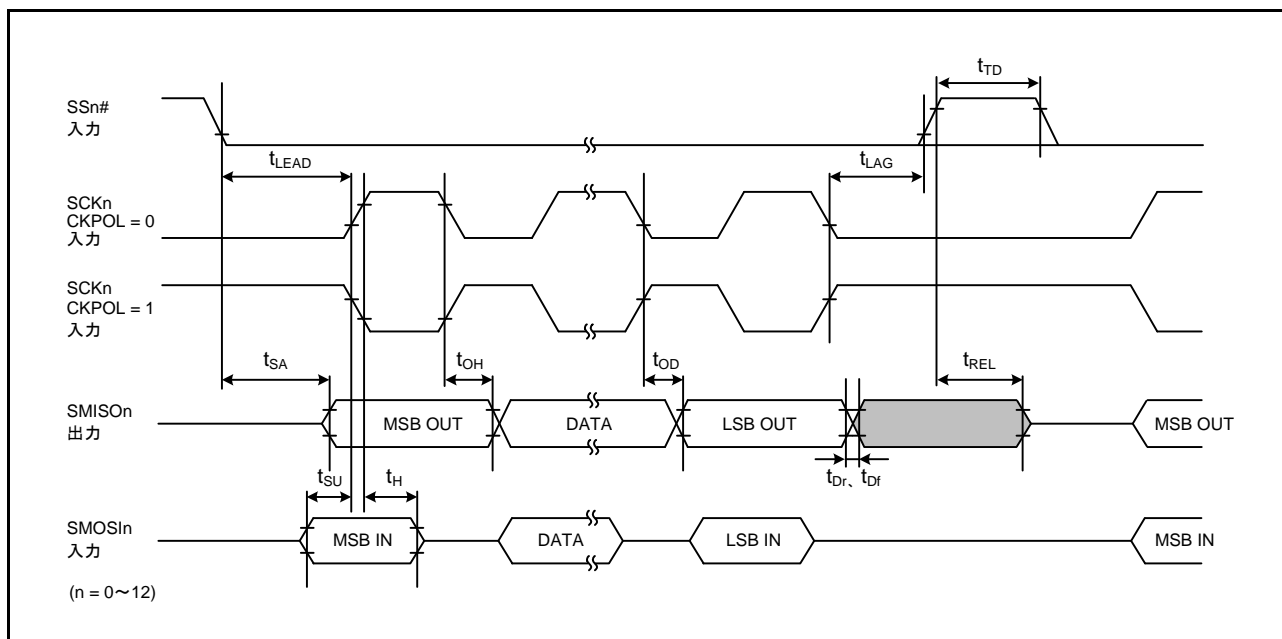 tTD
SSn#
入力
tLEAD
tLAG
SCKn
CKPOL = 0
入力
SCKn
CKPOL = 1
入力
tSA
tOH
tOD
tREL
SMISOn
出力
MSB OUT
DATA
LSB OUT
MSB OUT
tSU
tH
tDr、tDf
SMOSIn
入力
MSB IN
DATA
LSB IN
MSB IN
(n = 0～12)